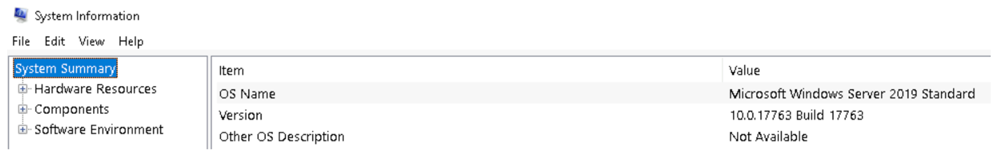 System Information
File Edit View Help
System Summary
Hardware Resources
Components
Software Environment
Item Value
OS Name Microsoft Windows Server 2019 Standard
Version 10.0.17763 Build 17763
Other OS Description Not Available